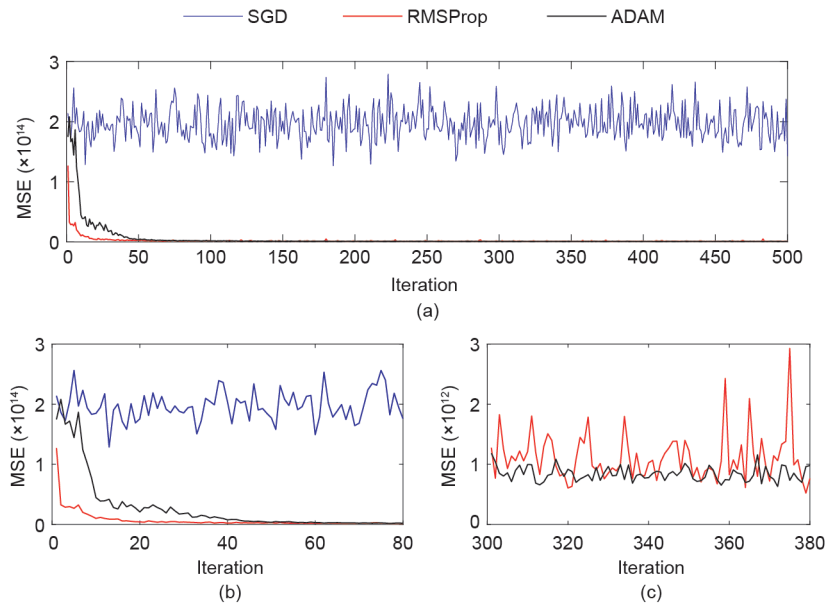 SGD RMSProp ADAM
3
2
1
0
MSE (×10¹⁴)
0 50 100 150 200 250 300 350 400 450 500
Iteration
(a)
3
2
1
0
MSE (×10¹⁴)
0 20 40 60 80
Iteration
(b)
3
2
1
0
MSE (×10¹²)
300 320 340 360 380
Iteration
(c)